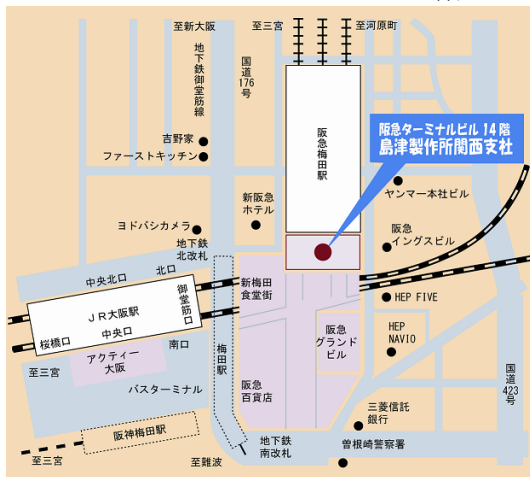 至新大阪
至三宮
至河原町
地下鉄御堂筋線
国道
176
号
阪急ターミナルビル 14 階
島津製作所関西支社
吉野家
ファーストキッチン
阪急梅田駅
ヤンマー本社ビル
新阪急
ホテル
ヨドバシカメラ
阪急
イングスビル
地下鉄
北改札
中央北口
北口
御堂筋口
新梅田
食堂街
HEP FIVE
JR大阪駅
中央口
桜橋口
梅田駅
阪急
グランド
ビル
HEP
NAVIO
アクティー
大阪
南口
至三宮
バスターミナル
阪急
百貨店
国道
423
号
三菱信託
銀行
阪神梅田駅
地下鉄
南改札
曽根崎警察署
至三宮
至難波